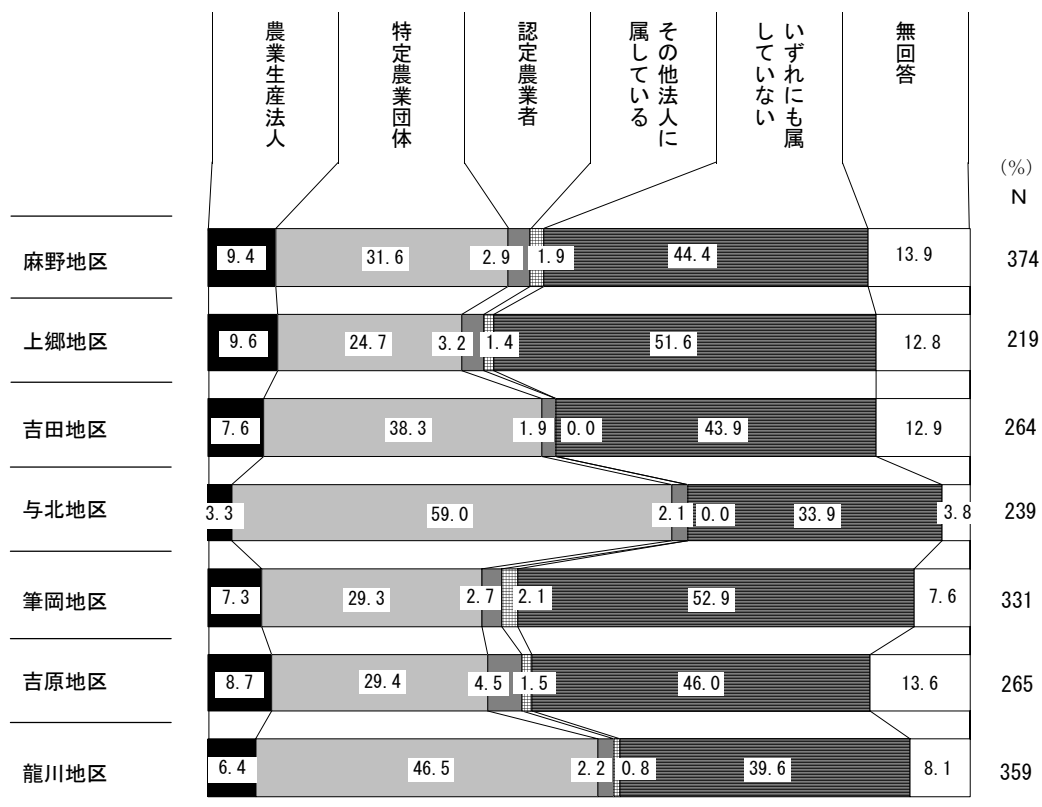 農業生産法人
特定農業団体
認定農業者
その他法人に
属している
いずれにも属
していない
無回答
(%)
N
麻野地区 9.4 31.6 2.9 1.9 44.4 13.9 374
上郷地区 9.6 24.7 3.2 1.4 51.6 12.8 219
吉田地区 7.6 38.3 1.9 0.0 43.9 12.9 264
与北地区 3.3 59.0 2.1 0.0 33.9 3.8 239
筆岡地区 7.3 29.3 2.7 2.1 52.9 7.6 331
吉原地区 8.7 29.4 4.5 1.5 46.0 13.6 265
龍川地区 6.4 46.5 2.2 0.8 39.6 8.1 359